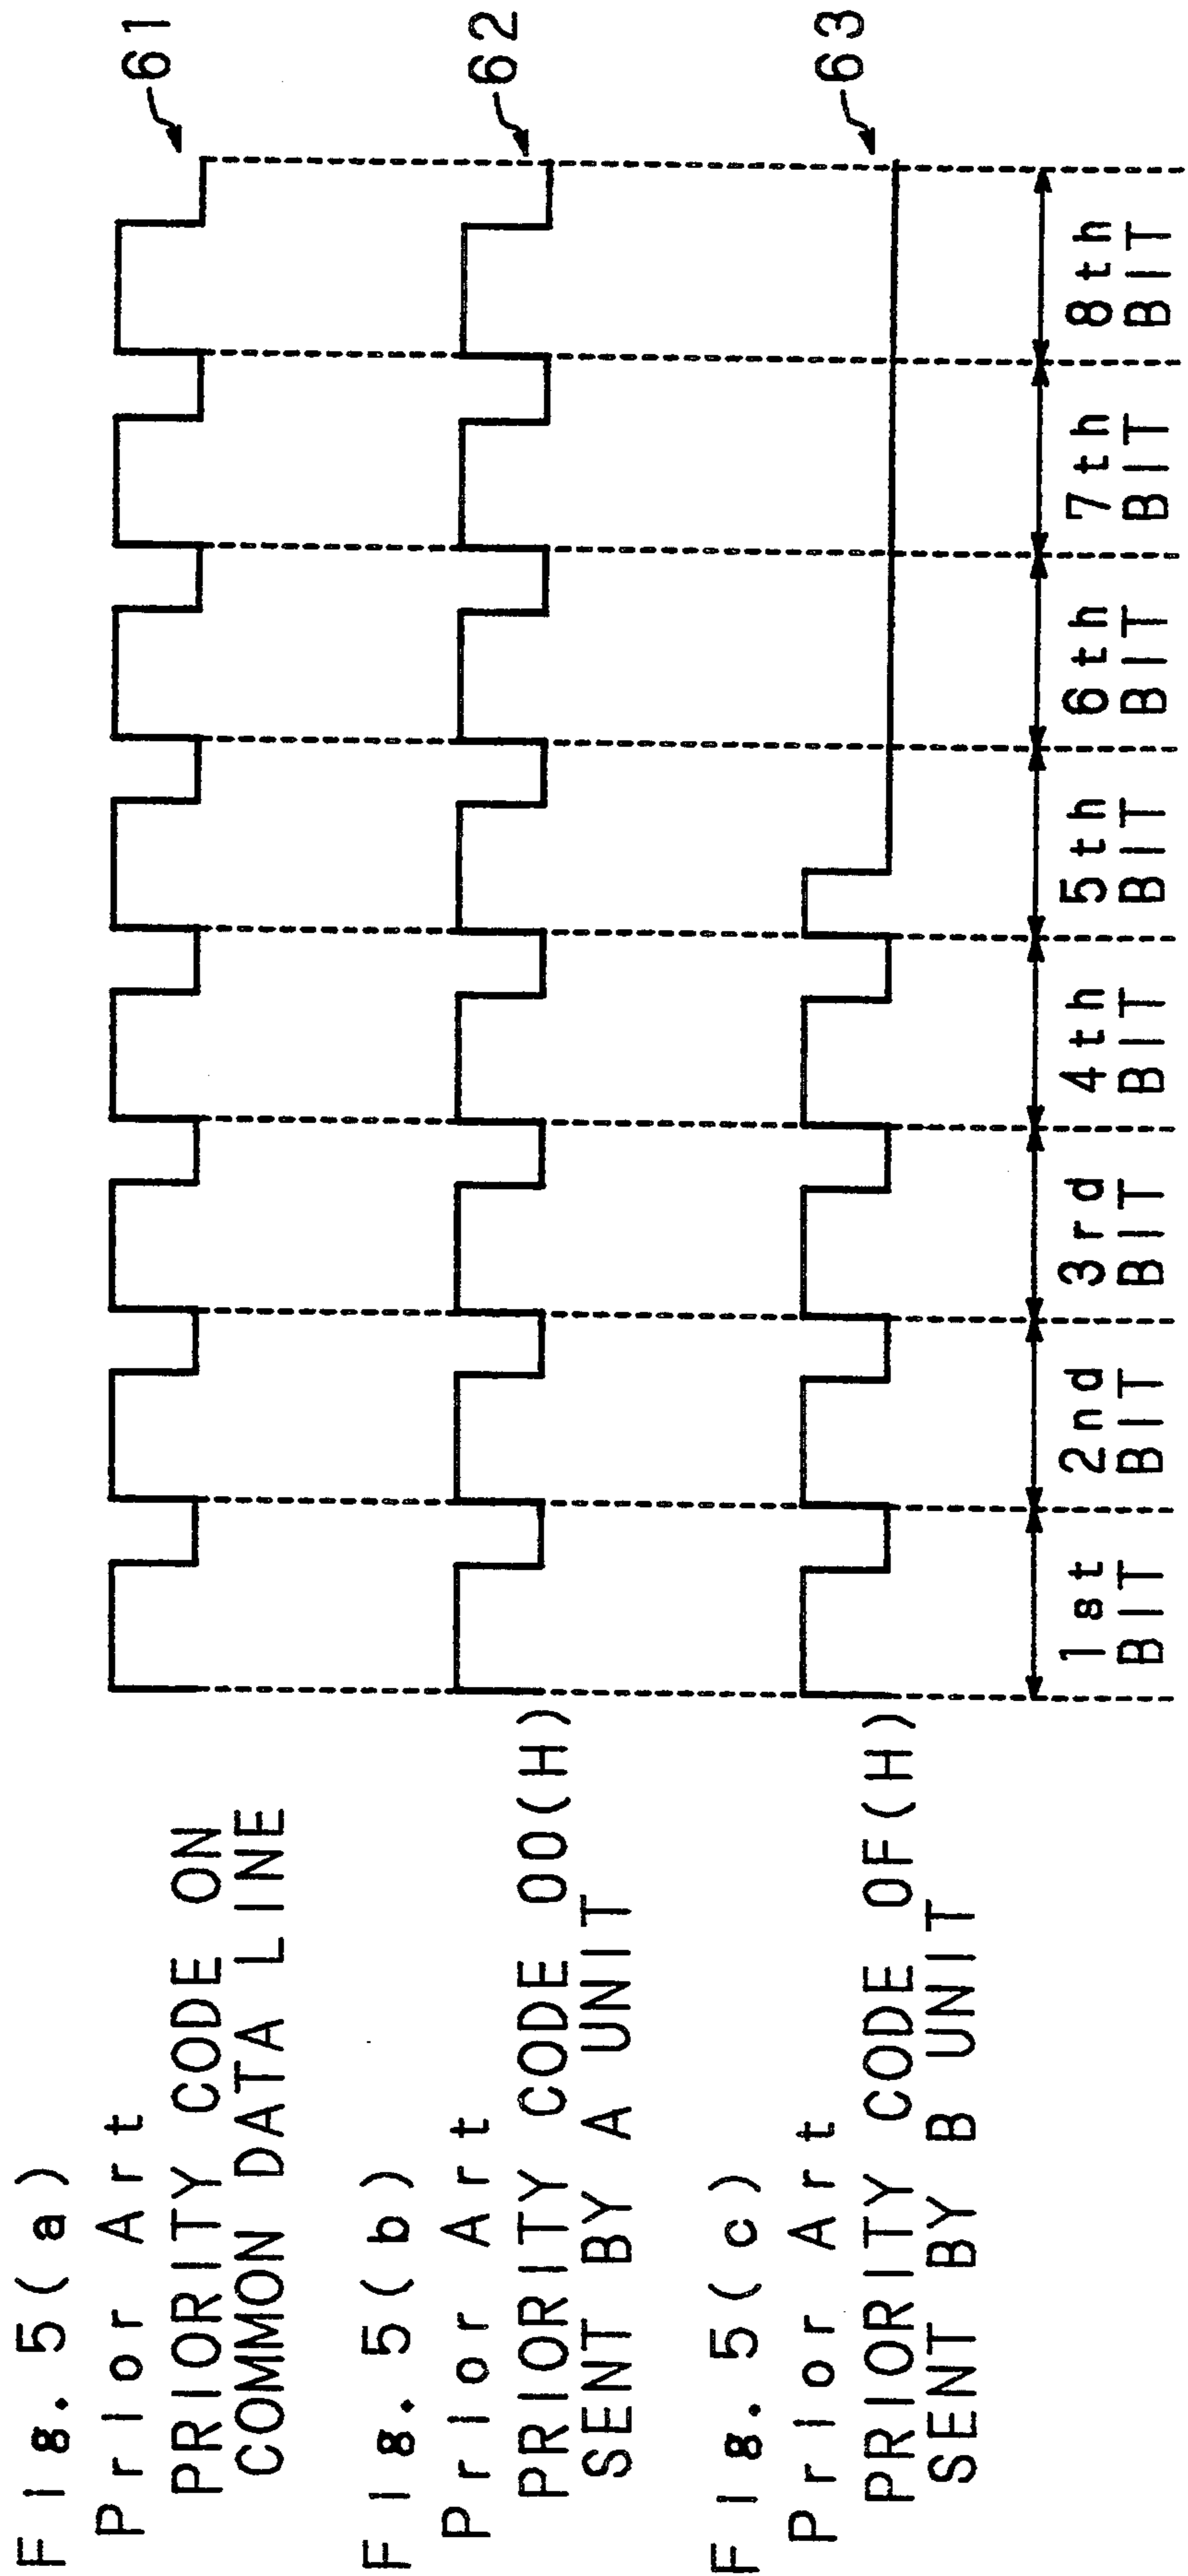 Fig. 5(a)
Prior Art
PRIORITY CODE ON
COMMON DATA LINE
61
Fig. 5(b)
Prior Art
PRIORITY CODE 00(H)
SENT BY A UNIT
62
Fig. 5(c)
Prior Art
PRIORITY CODE 0F(H)
SENT BY B UNIT
63
1st
BIT
2nd
BIT
3rd
BIT
4th
BIT
5th
BIT
6th
BIT
7th
BIT
8th
BIT